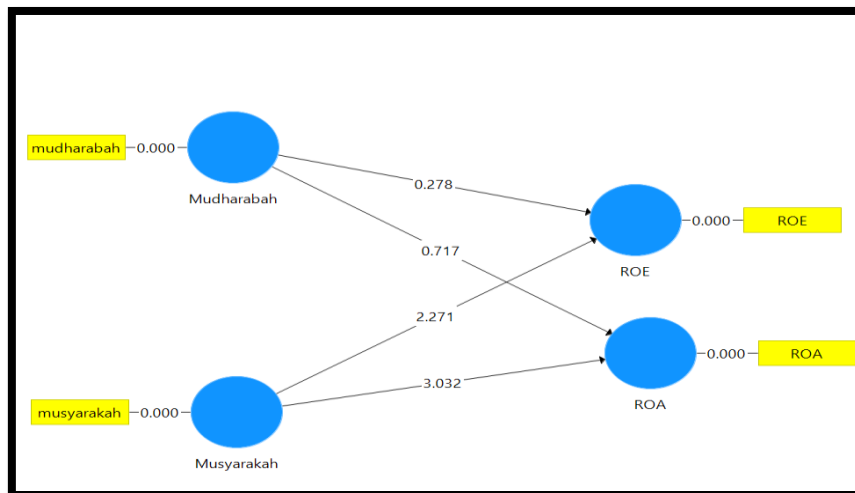 mudharabah
0.000
Mudharabah
0.278
0.717
0.000
ROE
ROE
2.271
3.032
0.000
ROA
ROA
musyarakah
0.000
Musyarakah